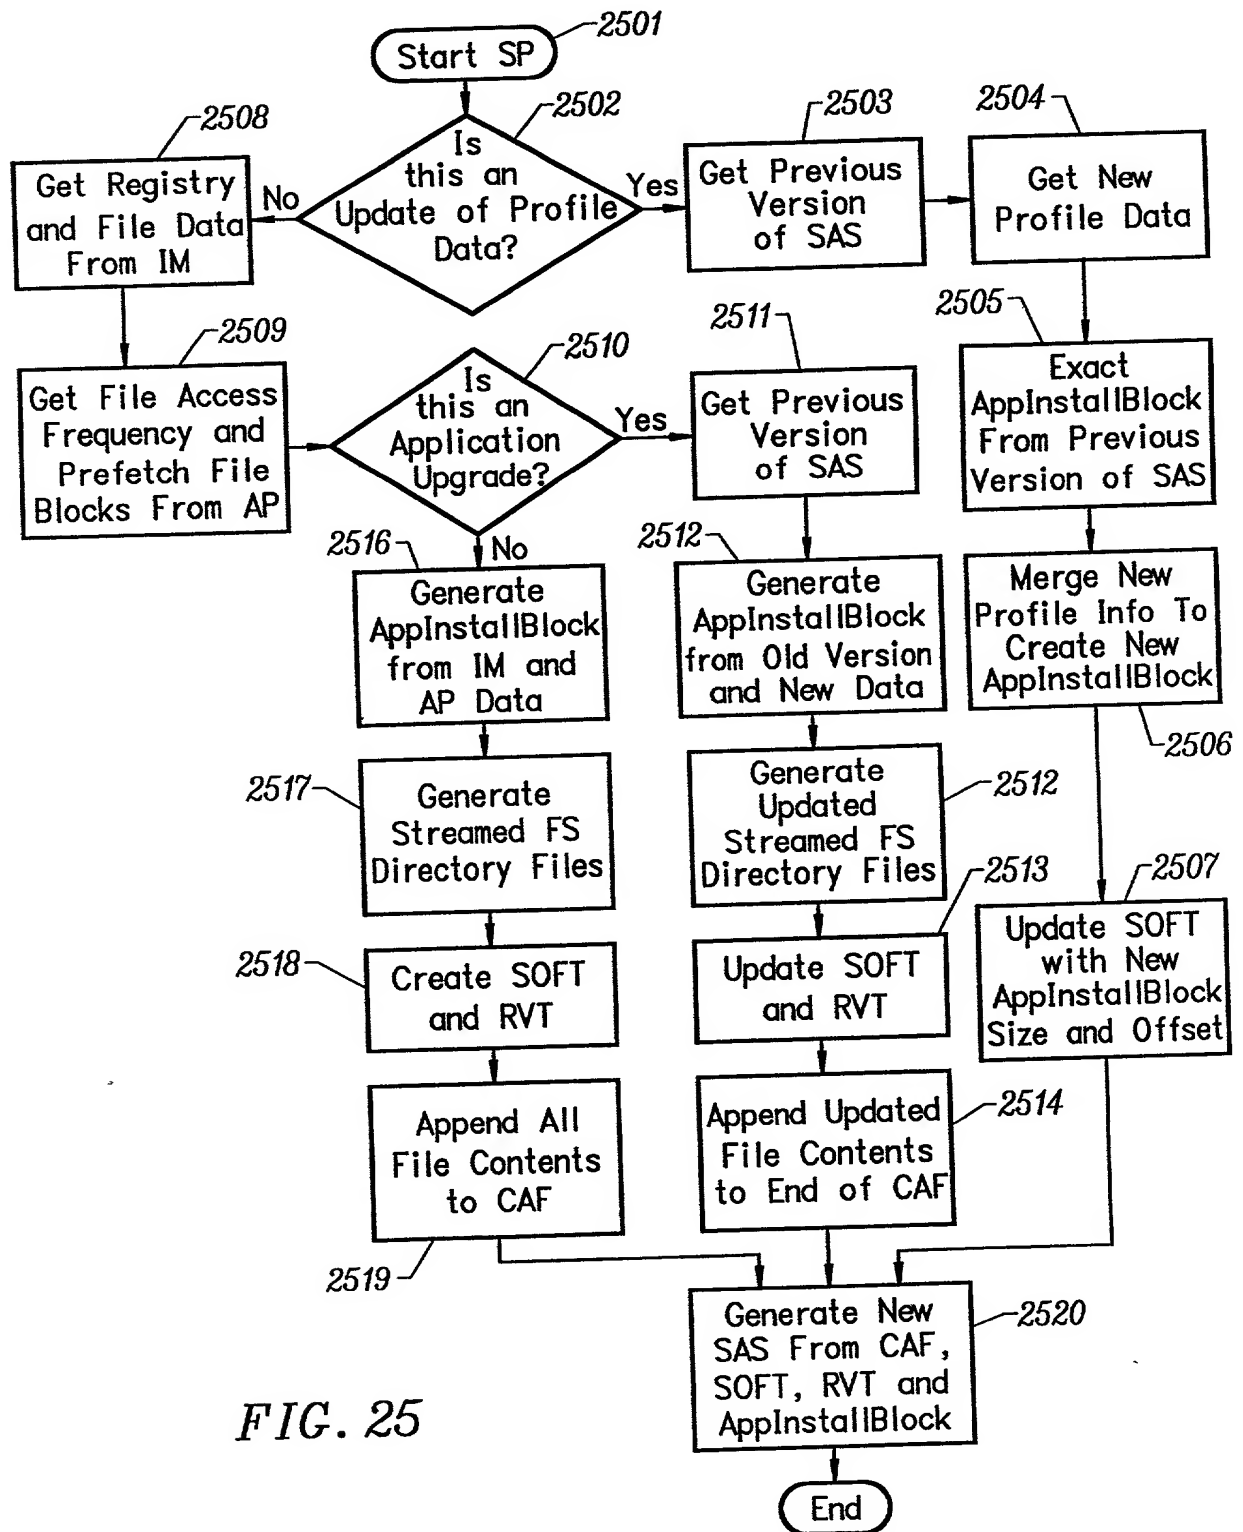 2501
Start SP
2502
Is
this an
Update of Profile
Data?
No
Yes
2508
Get Registry
and File Data
From IM
2503
Get Previous
Version
of SAS
2504
Get New
Profile Data
2509
Get File Access
Frequency and
Prefetch File
Blocks From AP
2510
Is
this an
Application
Upgrade?
Yes
No
2511
Get Previous
Version
of SAS
2505
Exact
AppInstallBlock
From Previous
Version of SAS
2516
Generate
AppInstallBlock
from IM and
AP Data
2512
Generate
AppInstallBlock
from Old Version
and New Data
Merge New
Profile Info To
Create New
AppInstallBlock
2506
2517
Generate
Streamed FS
Directory Files
Generate
Updated
Streamed FS
Directory Files
2512
2507
Update SOFT
with New
AppInstallBlock
Size and Offset
2518
Create SOFT
and RVT
2513
Update SOFT
and RVT
Append All
File Contents
to CAF
2519
Append Updated
File Contents
to End of CAF
2514
Generate New
SAS From CAF,
SOFT, RVT and
AppInstallBlock
2520
End
FIG. 25